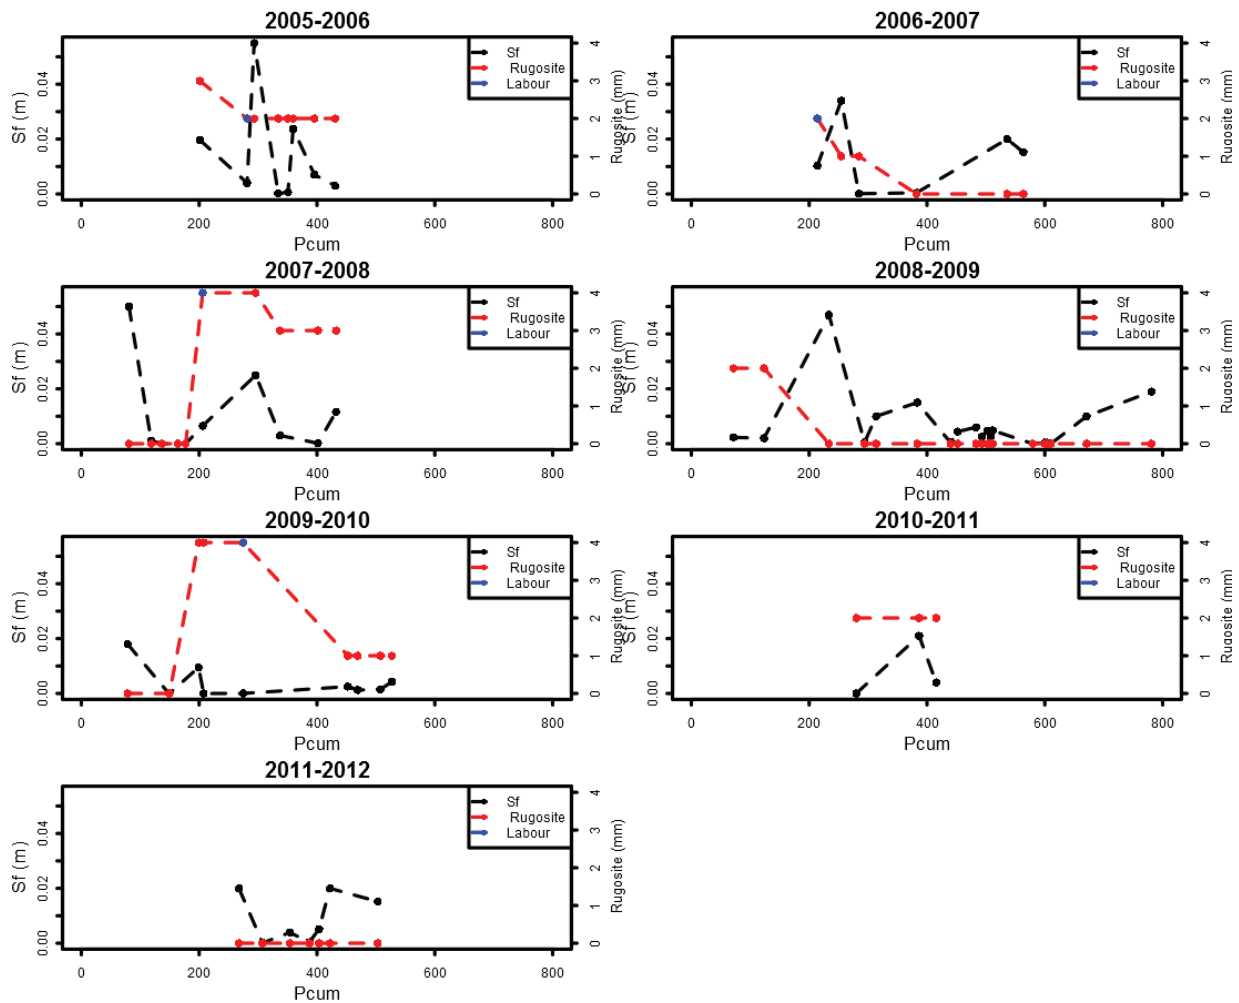 2005-2006
Sf
Rugosite
Labour
Sf (m)
0.00 0.02 0.04
Rugosite (mm)
0 1 2 3 4
0 200 400 600 800
Pcum
2006-2007
Sf
Rugosite
Labour
Sf (m)
0.00 0.02 0.04
Rugosite (mm)
0 1 2 3 4
0 200 400 600 800
Pcum
2007-2008
Sf
Rugosite
Labour
Sf (m)
0.00 0.02 0.04
Rugosite (mm)
0 1 2 3 4
0 200 400 600 800
Pcum
2008-2009
Sf
Rugosite
Labour
Sf (m)
0.00 0.02 0.04
Rugosite (mm)
0 1 2 3 4
0 200 400 600 800
Pcum
2009-2010
Sf
Rugosite
Labour
Sf (m)
0.00 0.02 0.04
Rugosite (mm)
0 1 2 3 4
0 200 400 600 800
Pcum
2010-2011
Sf
Rugosite
Labour
Sf (m)
0.00 0.02 0.04
Rugosite (mm)
0 1 2 3 4
0 200 400 600 800
Pcum
2011-2012
Sf
Rugosite
Labour
Sf (m)
0.00 0.02 0.04
Rugosite (mm)
0 1 2 3 4
0 200 400 600 800
Pcum